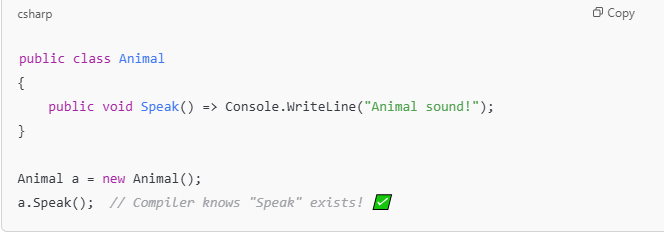 csharp
Copy
public class Animal
{
    public void Speak() => Console.WriteLine("Animal sound!");
}
Animal a = new Animal();
a.Speak();  // Compiler knows "Speak" exists! ✅